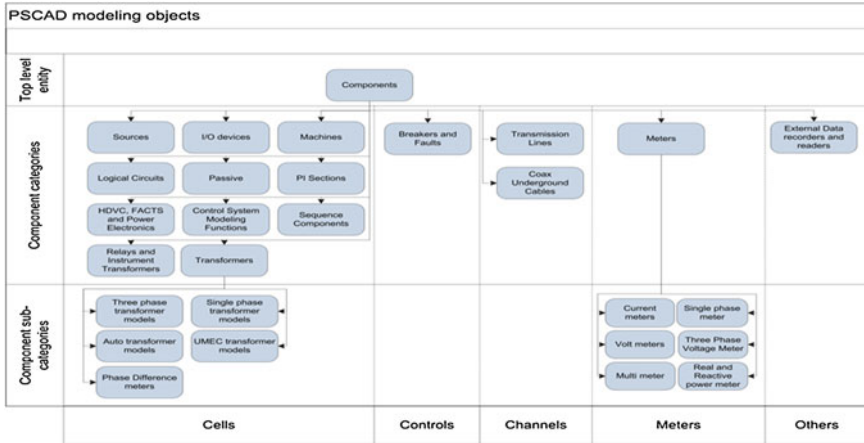 PSCAD modeling objects
Top level
entity
Components
Component categories
Sources
I/O devices
Machines
Breakers and
Faults
Transmission
Lines
Meters
External Data
recorders and
readers
Logical Circuits
Passive
PI Sections
Coax
Underground
Cables
HDVC, FACTS
and Power
Electronics
Control System
Modeling
Functions
Sequence
Components
Relays and
Instrument
Transformers
Transformers
Component sub-
categories
Three phase
transformer
models
Single phase
transformer
models
Current
meters
Single phase
meter
Auto transformer
models
UMEC transformer
models
Volt meters
Three Phase
Voltage Meter
Phase Difference
meters
Multi meter
Real and
Reactive
power meter
Cells
Controls
Channels
Meters
Others